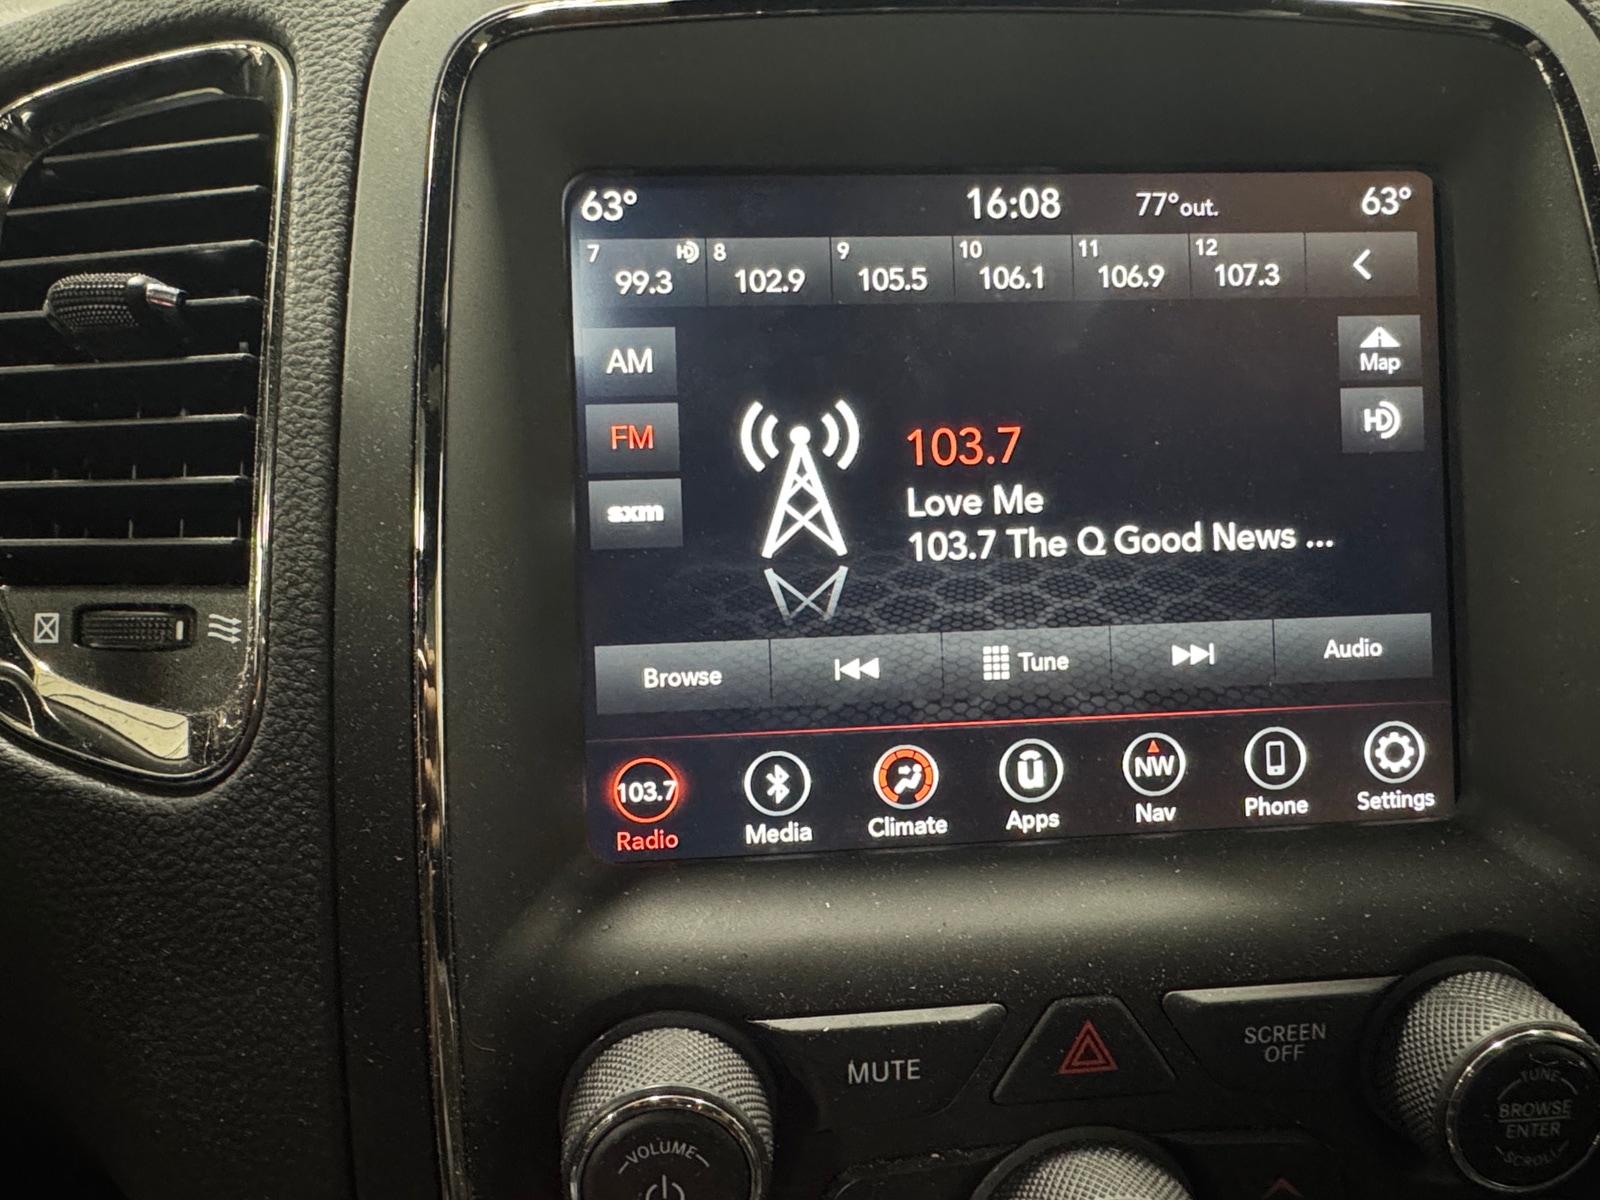 63° 16:08 77°out. 63°
7 99.3 HD 8 102.9 9 105.5 10 106.1 11 106.9 12 107.3
AM
Map
FM
HD
sxm
103.7
Love Me
103.7 The Q Good News ...
Browse Tune Audio
103.7 NW
Radio Media Climate Apps Nav Phone Settings
MUTE
SCREEN
OFF
VOLUME
TUNE
BROWSE
ENTER
SCROLL